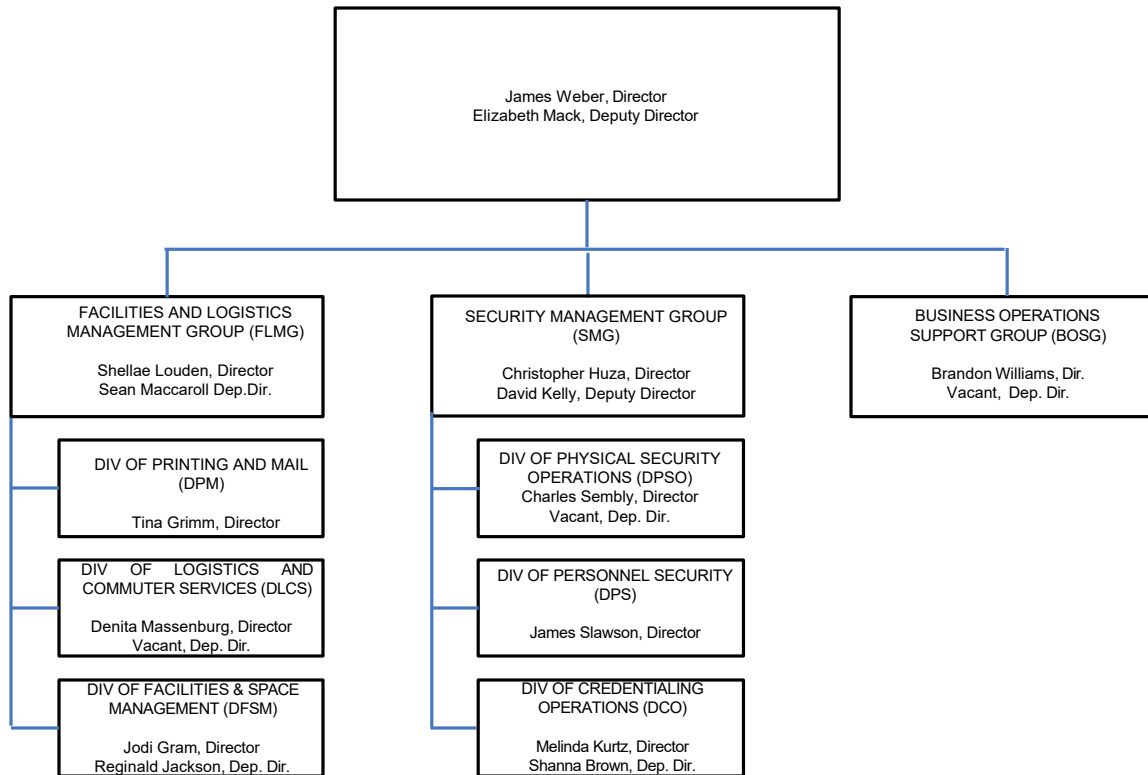 James Weber, Director
Elizabeth Mack, Deputy Director
FACILITIES AND LOGISTICS
MANAGEMENT GROUP (FLMG)
Shellae Louden, Director
Sean Maccaroll Dep.Dir.
DIV OF PRINTING AND MAIL
(DPM)
Tina Grimm, Director
DIV OF LOGISTICS AND
COMMUTER SERVICES (DLCS)
Denita Massenburg, Director
Vacant, Dep. Dir.
DIV OF FACILITIES & SPACE
MANAGEMENT (DFSM)
Jodi Gram, Director
Reginald Jackson, Dep. Dir.
SECURITY MANAGEMENT GROUP
(SMG)
Christopher Huza, Director
David Kelly, Deputy Director
DIV OF PHYSICAL SECURITY
OPERATIONS (DPSO)
Charles Sembly, Director
Vacant, Dep. Dir.
DIV OF PERSONNEL SECURITY
(DPS)
James Slawson, Director
DIV OF CREDENTIALING
OPERATIONS (DCO)
Melinda Kurtz, Director
Shanna Brown, Dep. Dir.
BUSINESS OPERATIONS
SUPPORT GROUP (BOSG)
Brandon Williams, Dir.
Vacant, Dep. Dir.